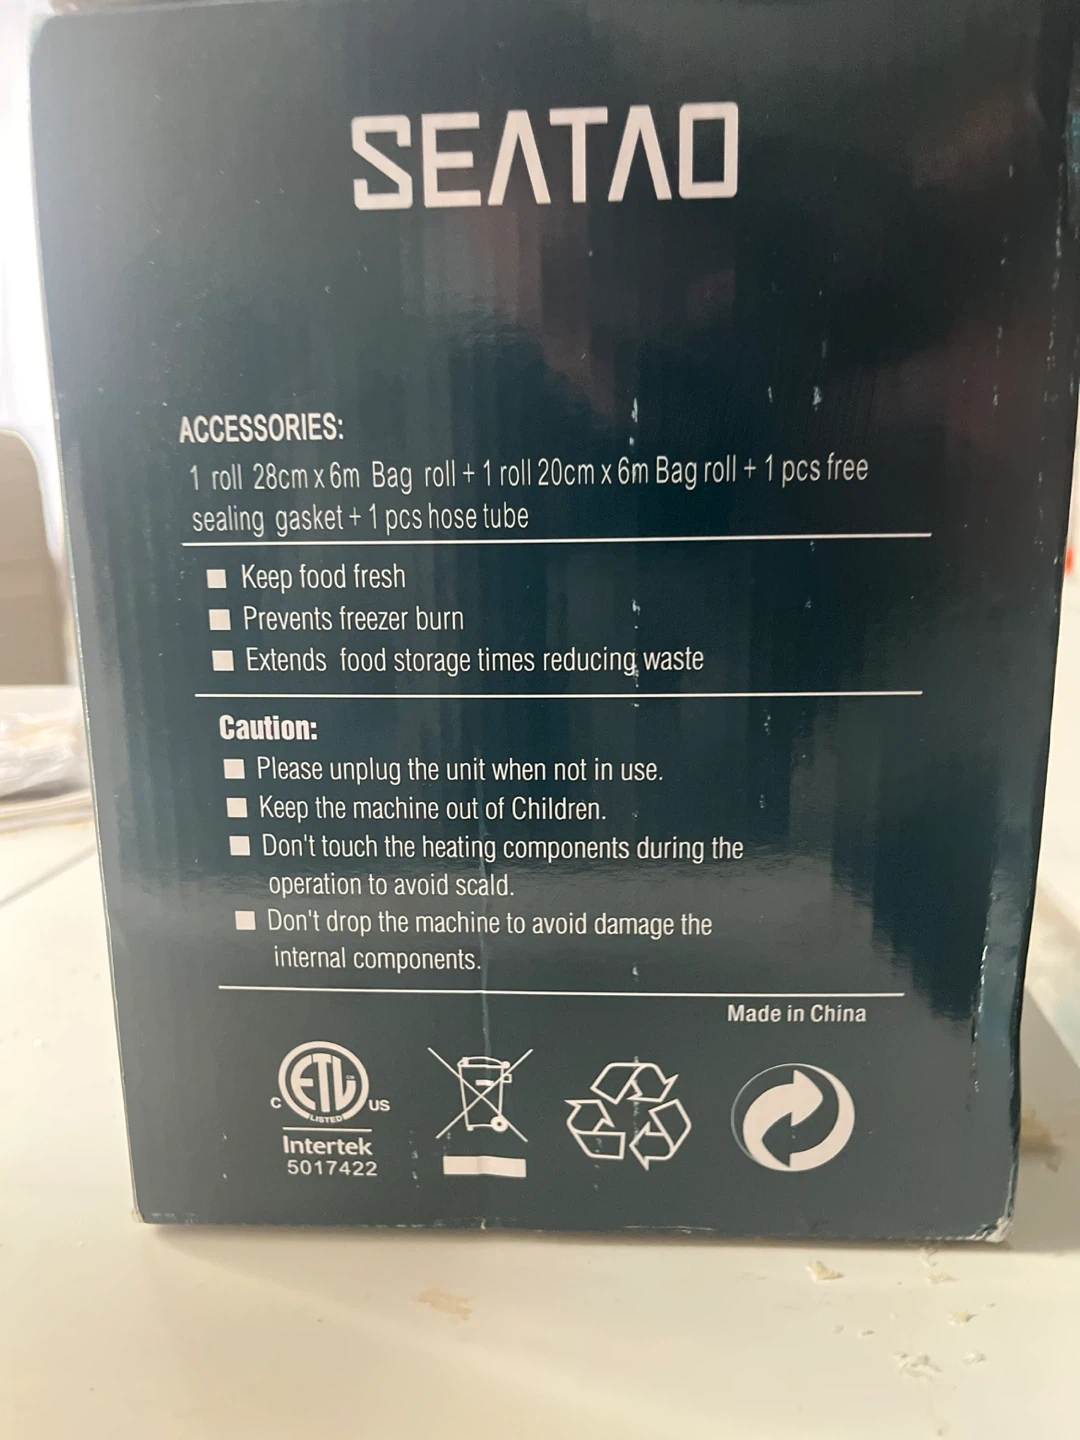 SEATAO
ACCESSORIES:
1 roll 28cm x 6m Bag roll + 1 roll 20cm x 6m Bag roll + 1 pcs free
sealing gasket + 1 pcs hose tube
Keep food fresh
Prevents freezer burn
Extends food storage times reducing waste
Caution:
Please unplug the unit when not in use.
Keep the machine out of Children.
Don't touch the heating components during the
operation to avoid scald.
Don't drop the machine to avoid damage the
internal components.
Made in China
ETL
LISTED
C US
Intertek
5017422